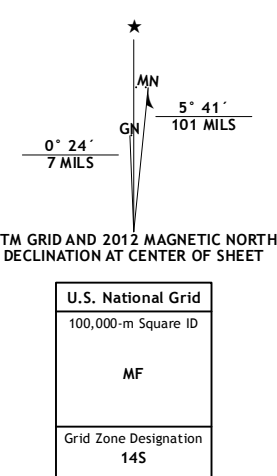 ★
MN
GN
5° 41´
101 MILS
0° 24´
7 MILS
TM GRID AND 2012 MAGNETIC NORTH
DECLINATION AT CENTER OF SHEET
U.S. National Grid
100,000-m Square ID
MF
Grid Zone Designation
14S